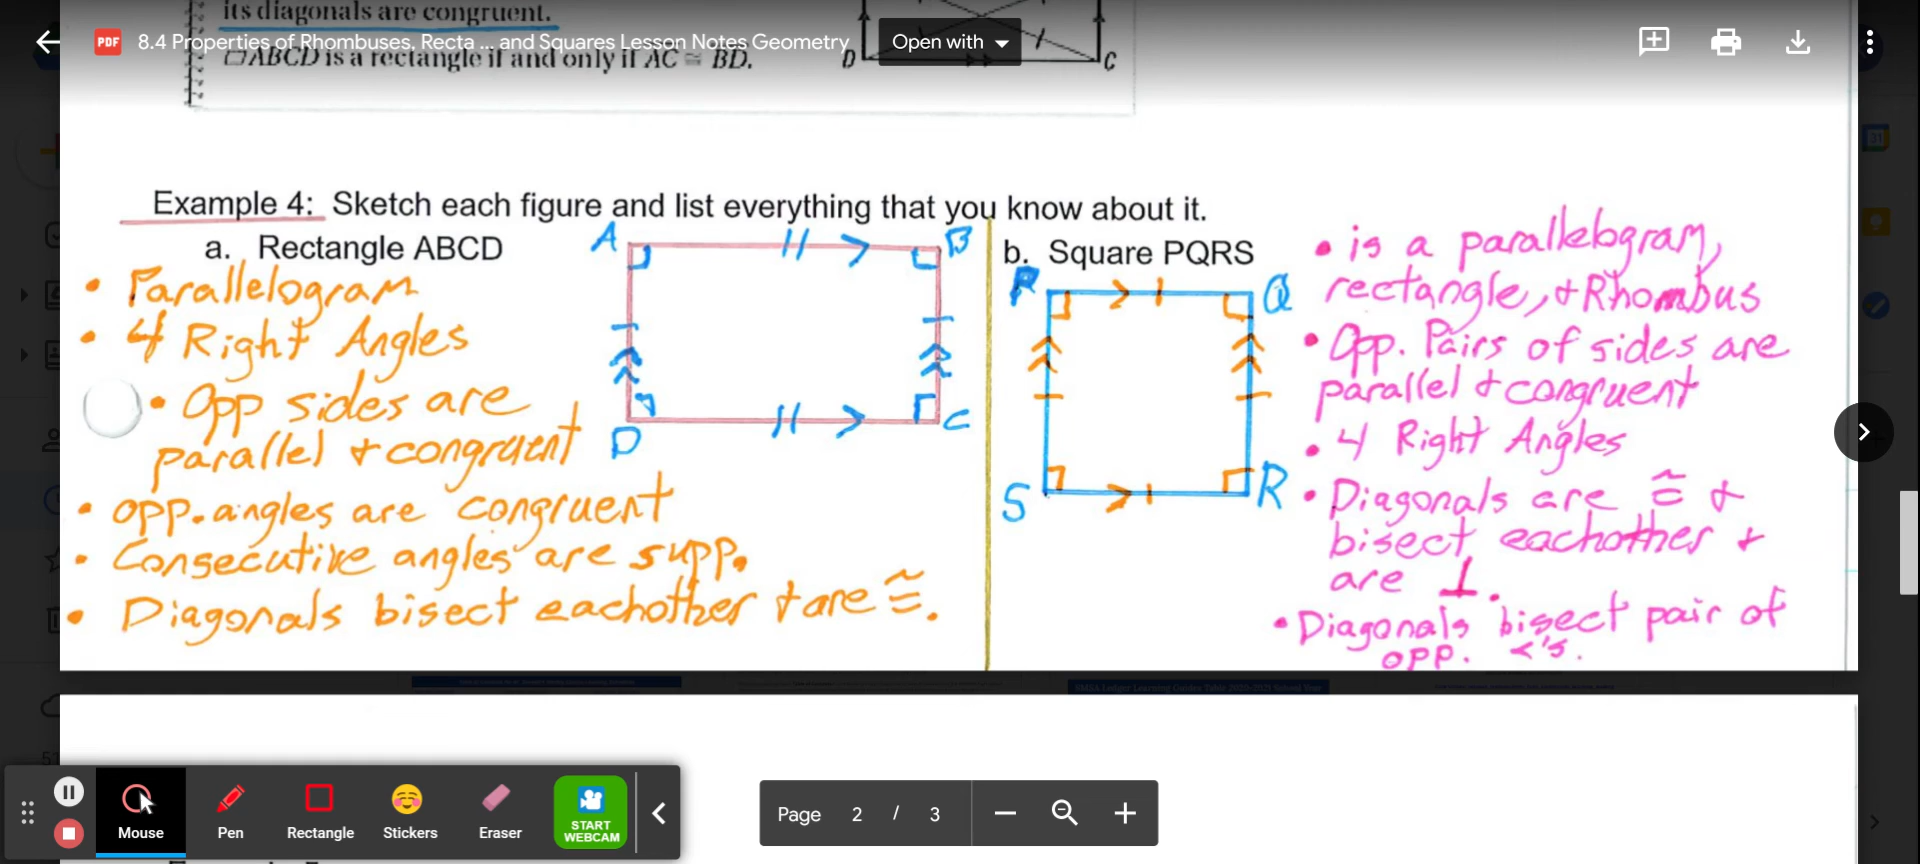 its diagonals are congruent.
8.4 Properties of Rhombuses, Recta ... and Squares Lesson Notes Geometry
Open with
▱ABCD is a rectangle if and only if AC ≅ BD.
D
C
Example 4: Sketch each figure and list everything that you know about it.
a. Rectangle ABCD
A
B
D
C
• Parallelogram
• 4 Right Angles
• Opp sides are
parallel + congruent
• opp. angles are congruent
• Consecutive angles are supp.
• Diagonals bisect eachother + are ≅.
b. Square PQRS
P
Q
S
R
• is a parallelogram,
rectangle, + Rhombus
• Opp. Pairs of sides are
parallel + congruent
• 4 Right Angles
• Diagonals are ≅ +
bisect eachother +
are ⊥.
• Diagonals bisect pair of
opp. <'s.
Mouse
Pen
Rectangle
Stickers
Eraser
START
WEBCAM
Page 2 / 3